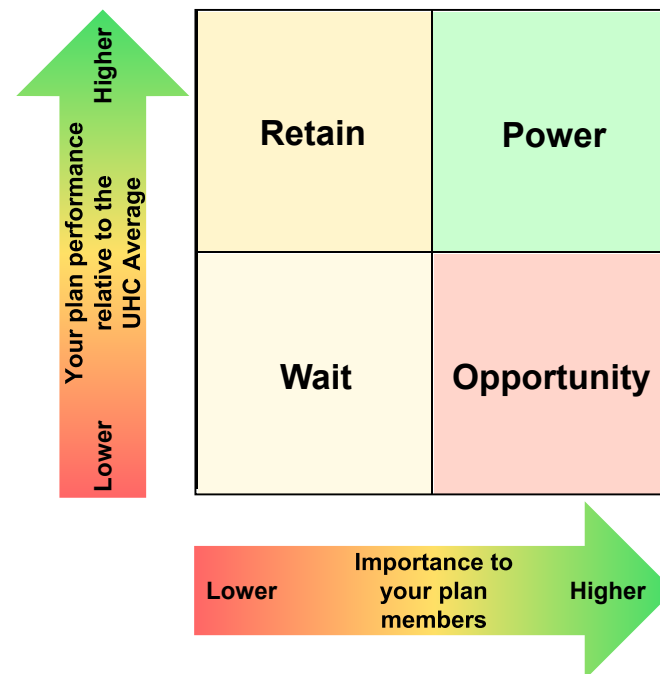 Higher
Your plan performance
relative to the
UHC Average
Lower
Retain
Power
Wait
Opportunity
Lower
Importance to
your plan
members
Higher